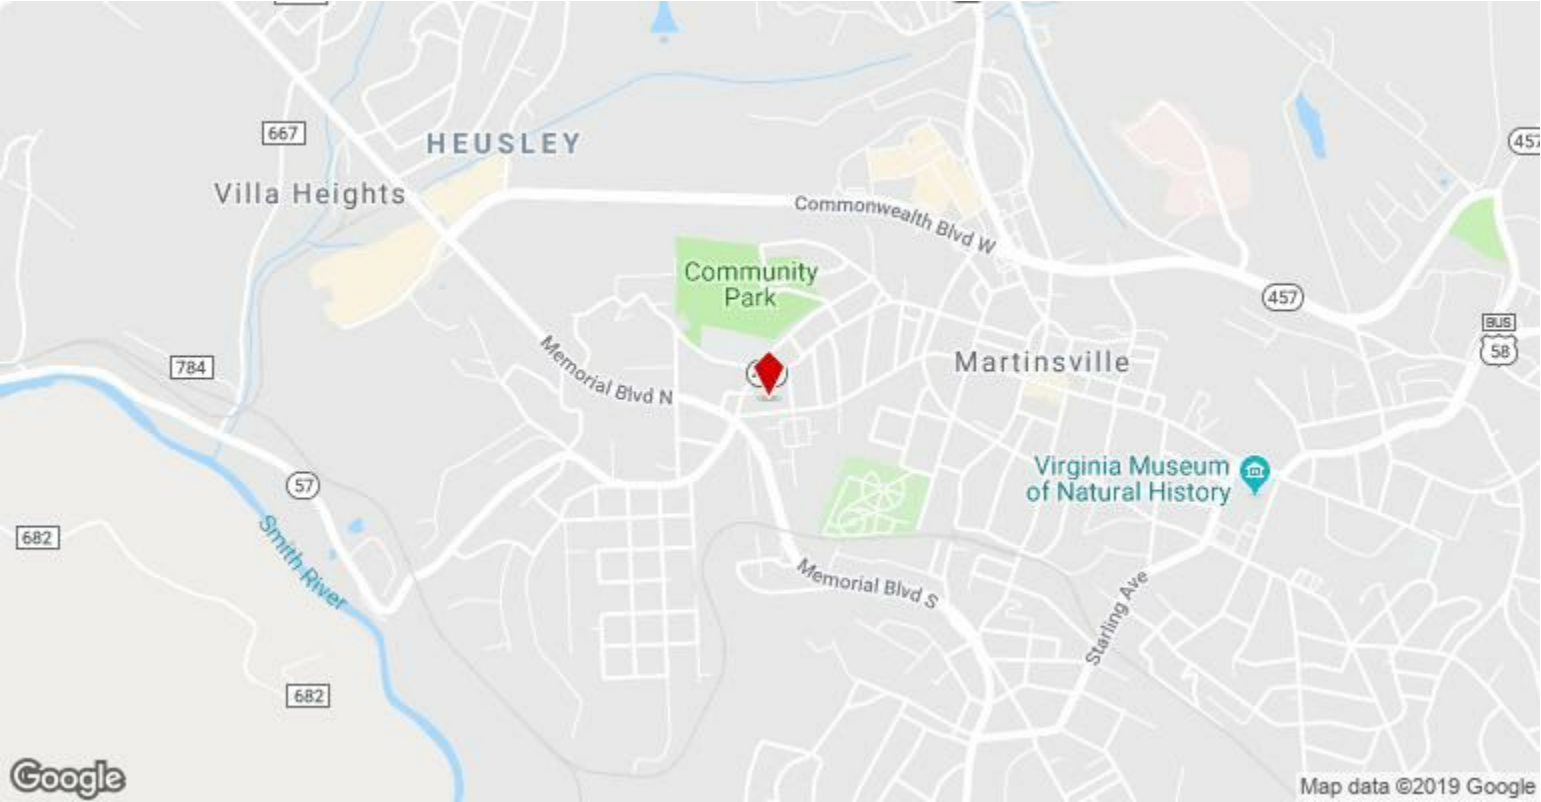 667
HEUSLEY
457
Villa Heights
Commonwealth Blvd W
Community
Park
457
BUS
58
784
Memorial Blvd N
Martinsville
Virginia Museum
of Natural History
57
682
Smith River
Memorial Blvd S
Starling Ave
682
Google
Map data ©2019 Google